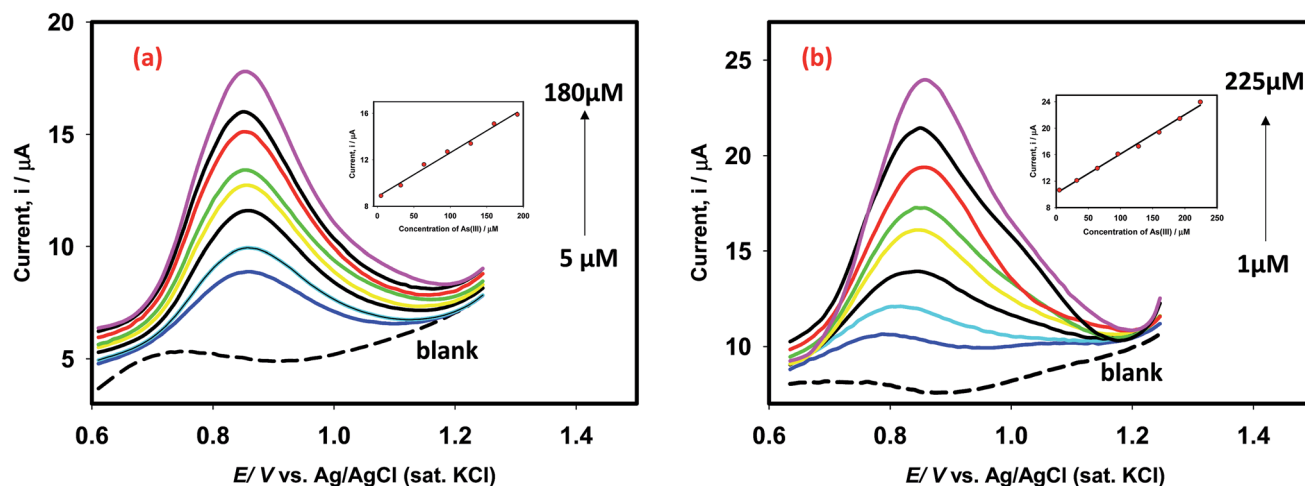 (a)
20
15
10
5
0.6 0.8 1.0 1.2 1.4
Current, i / μA
E/ V vs. Ag/AgCl (sat. KCl)
180μM
5 μM
blank
16
12
8
0 50 100 150 200
Current, i / μA
Concentration of As(III) / μM
(b)
25
20
15
10
0.6 0.8 1.0 1.2 1.4
Current, i / μA
E/ V vs. Ag/AgCl (sat. KCl)
225μM
1μM
blank
24
20
16
12
8
0 50 100 150 200 250
Current, i / μA
Concentration of As(III) / μM